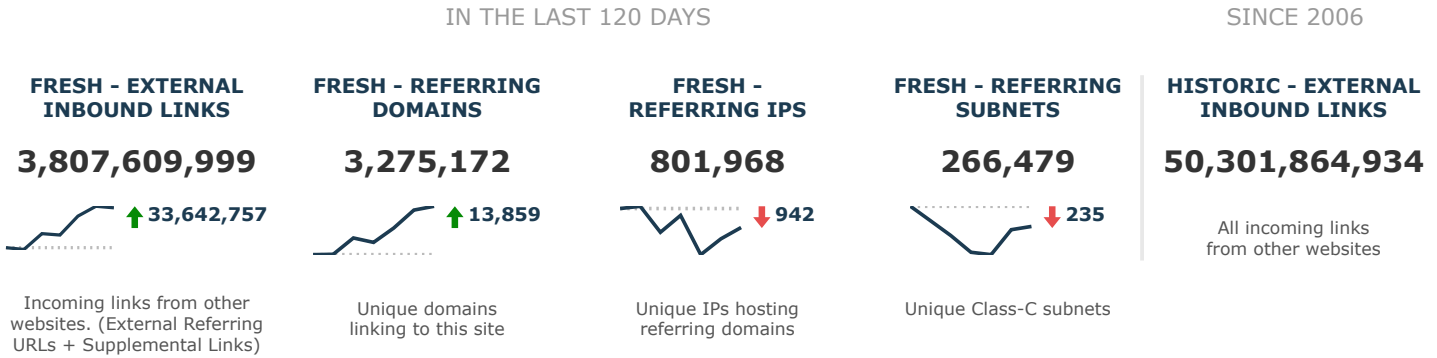 IN THE LAST 120 DAYS
SINCE 2006
FRESH - EXTERNAL
INBOUND LINKS
3,807,609,999
33,642,757
Incoming links from other
websites. (External Referring
URLs + Supplemental Links)
FRESH - REFERRING
DOMAINS
3,275,172
13,859
Unique domains
linking to this site
FRESH -
REFERRING IPS
801,968
942
Unique IPs hosting
referring domains
FRESH - REFERRING
SUBNETS
266,479
235
Unique Class-C subnets
HISTORIC - EXTERNAL
INBOUND LINKS
50,301,864,934
All incoming links
from other websites